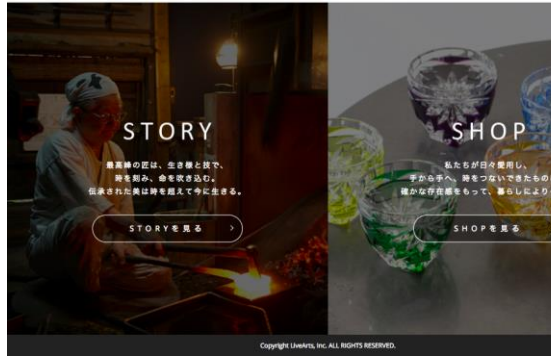 STORY
最高峰の匠は、生き様と技で、
時を刻み、命を吹き込む。
伝承された美は時を超えて今に生きる。
STORYを見る
SHOP
私たちが日々愛用し、
手から手へ、時をつないできたもの
確かな存在感をもって、暮らしにより
SHOPを見る
Copyright LiveArts, Inc. ALL RIGHTS RESERVED.